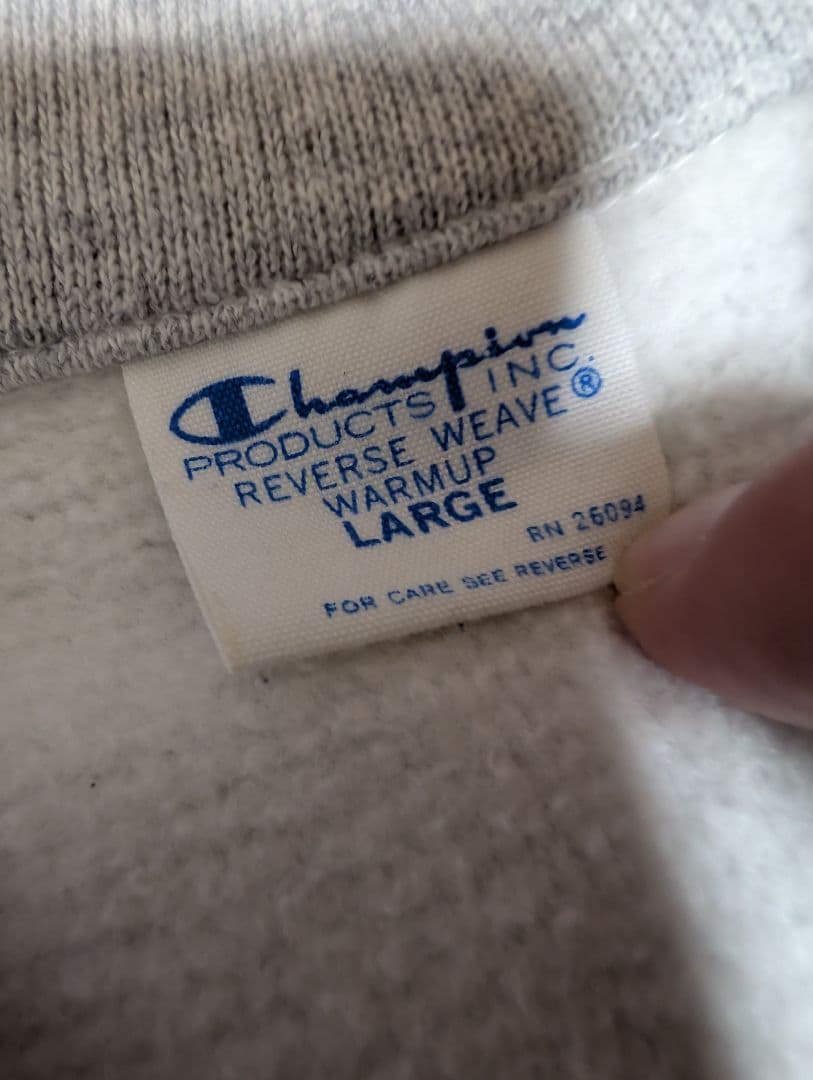 Champion
PRODUCTS INC.
REVERSE WEAVE®
WARMUP
LARGE
RN 26094
FOR CARE SEE REVERSE